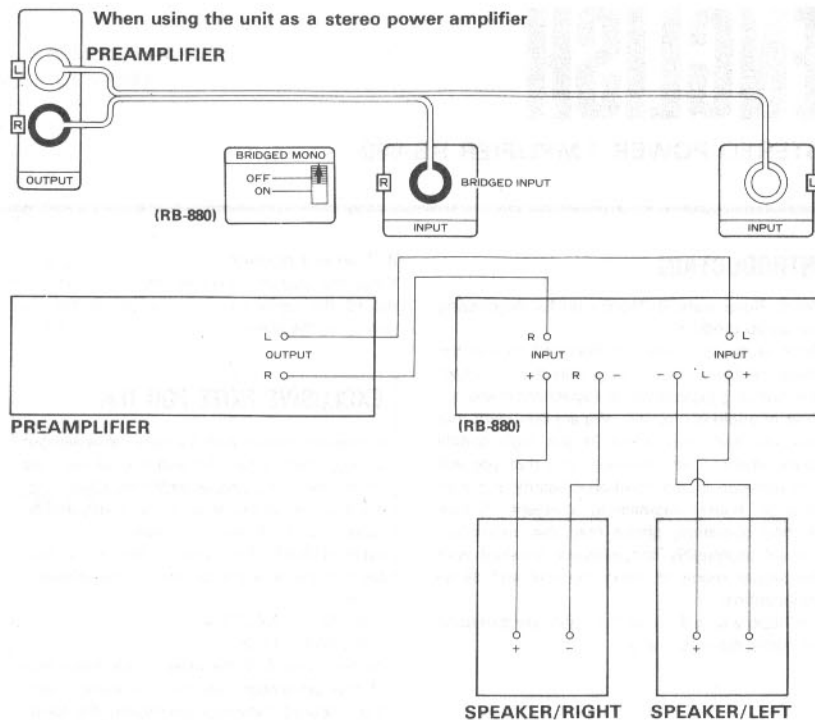 When using the unit as a stereo power amplifier
PREAMPLIFIER
L
R
OUTPUT
BRIDGED MONO
OFF
ON
(RB-880)
R
BRIDGED INPUT
INPUT
L
INPUT
L
OUTPUT
R
PREAMPLIFIER
R
INPUT
L
INPUT
+ R -
- L +
(RB-880)
+ -
+ -
SPEAKER/RIGHT
SPEAKER/LEFT